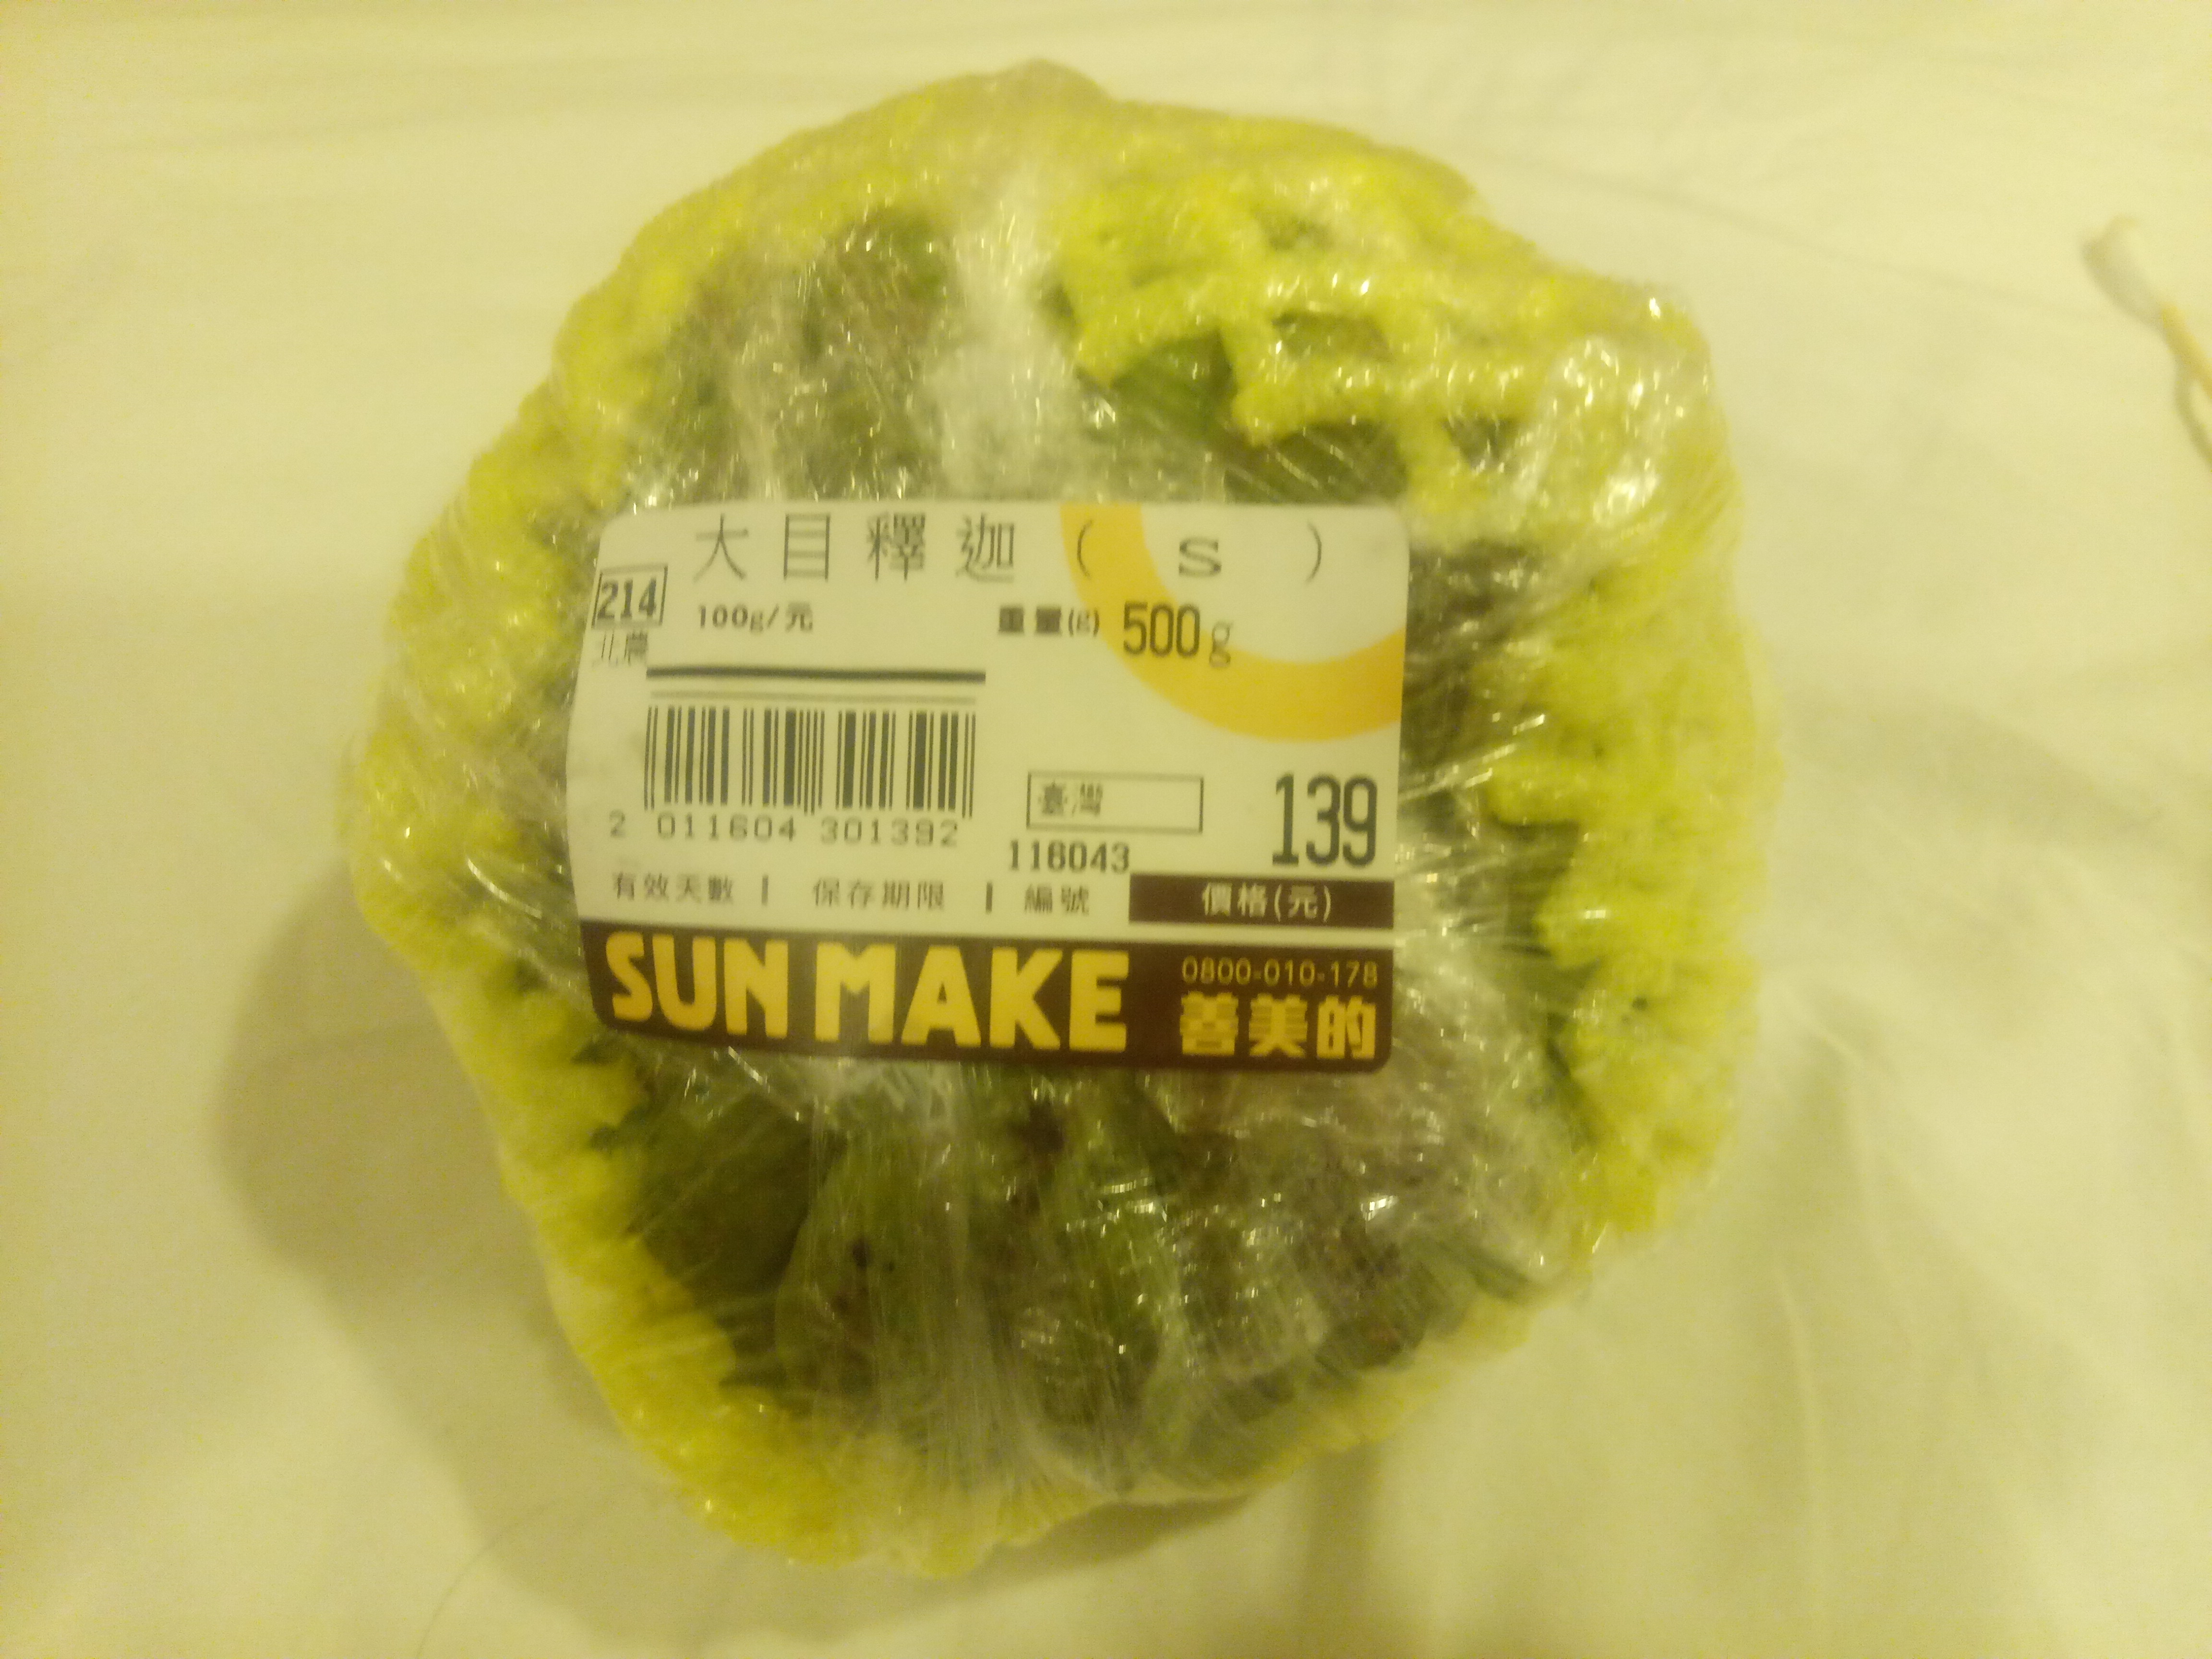 大目釋迦(S)
214
100g/元
重量(g) 500g
北農
臺灣
139
2 011604 301392
116043
有效天數 | 保存期限 | 編號
價格(元)
SUN MAKE
0800-010-178
善美的